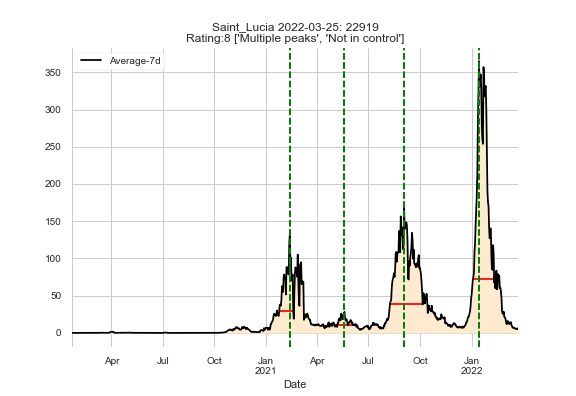 Saint_Lucia 2022-03-25: 22919
Rating:8 ['Multiple peaks', 'Not in control']
Average-7d
350
300
250
200
150
100
50
0
Apr Jul Oct Jan Apr Jul Oct Jan
2021 2022
Date